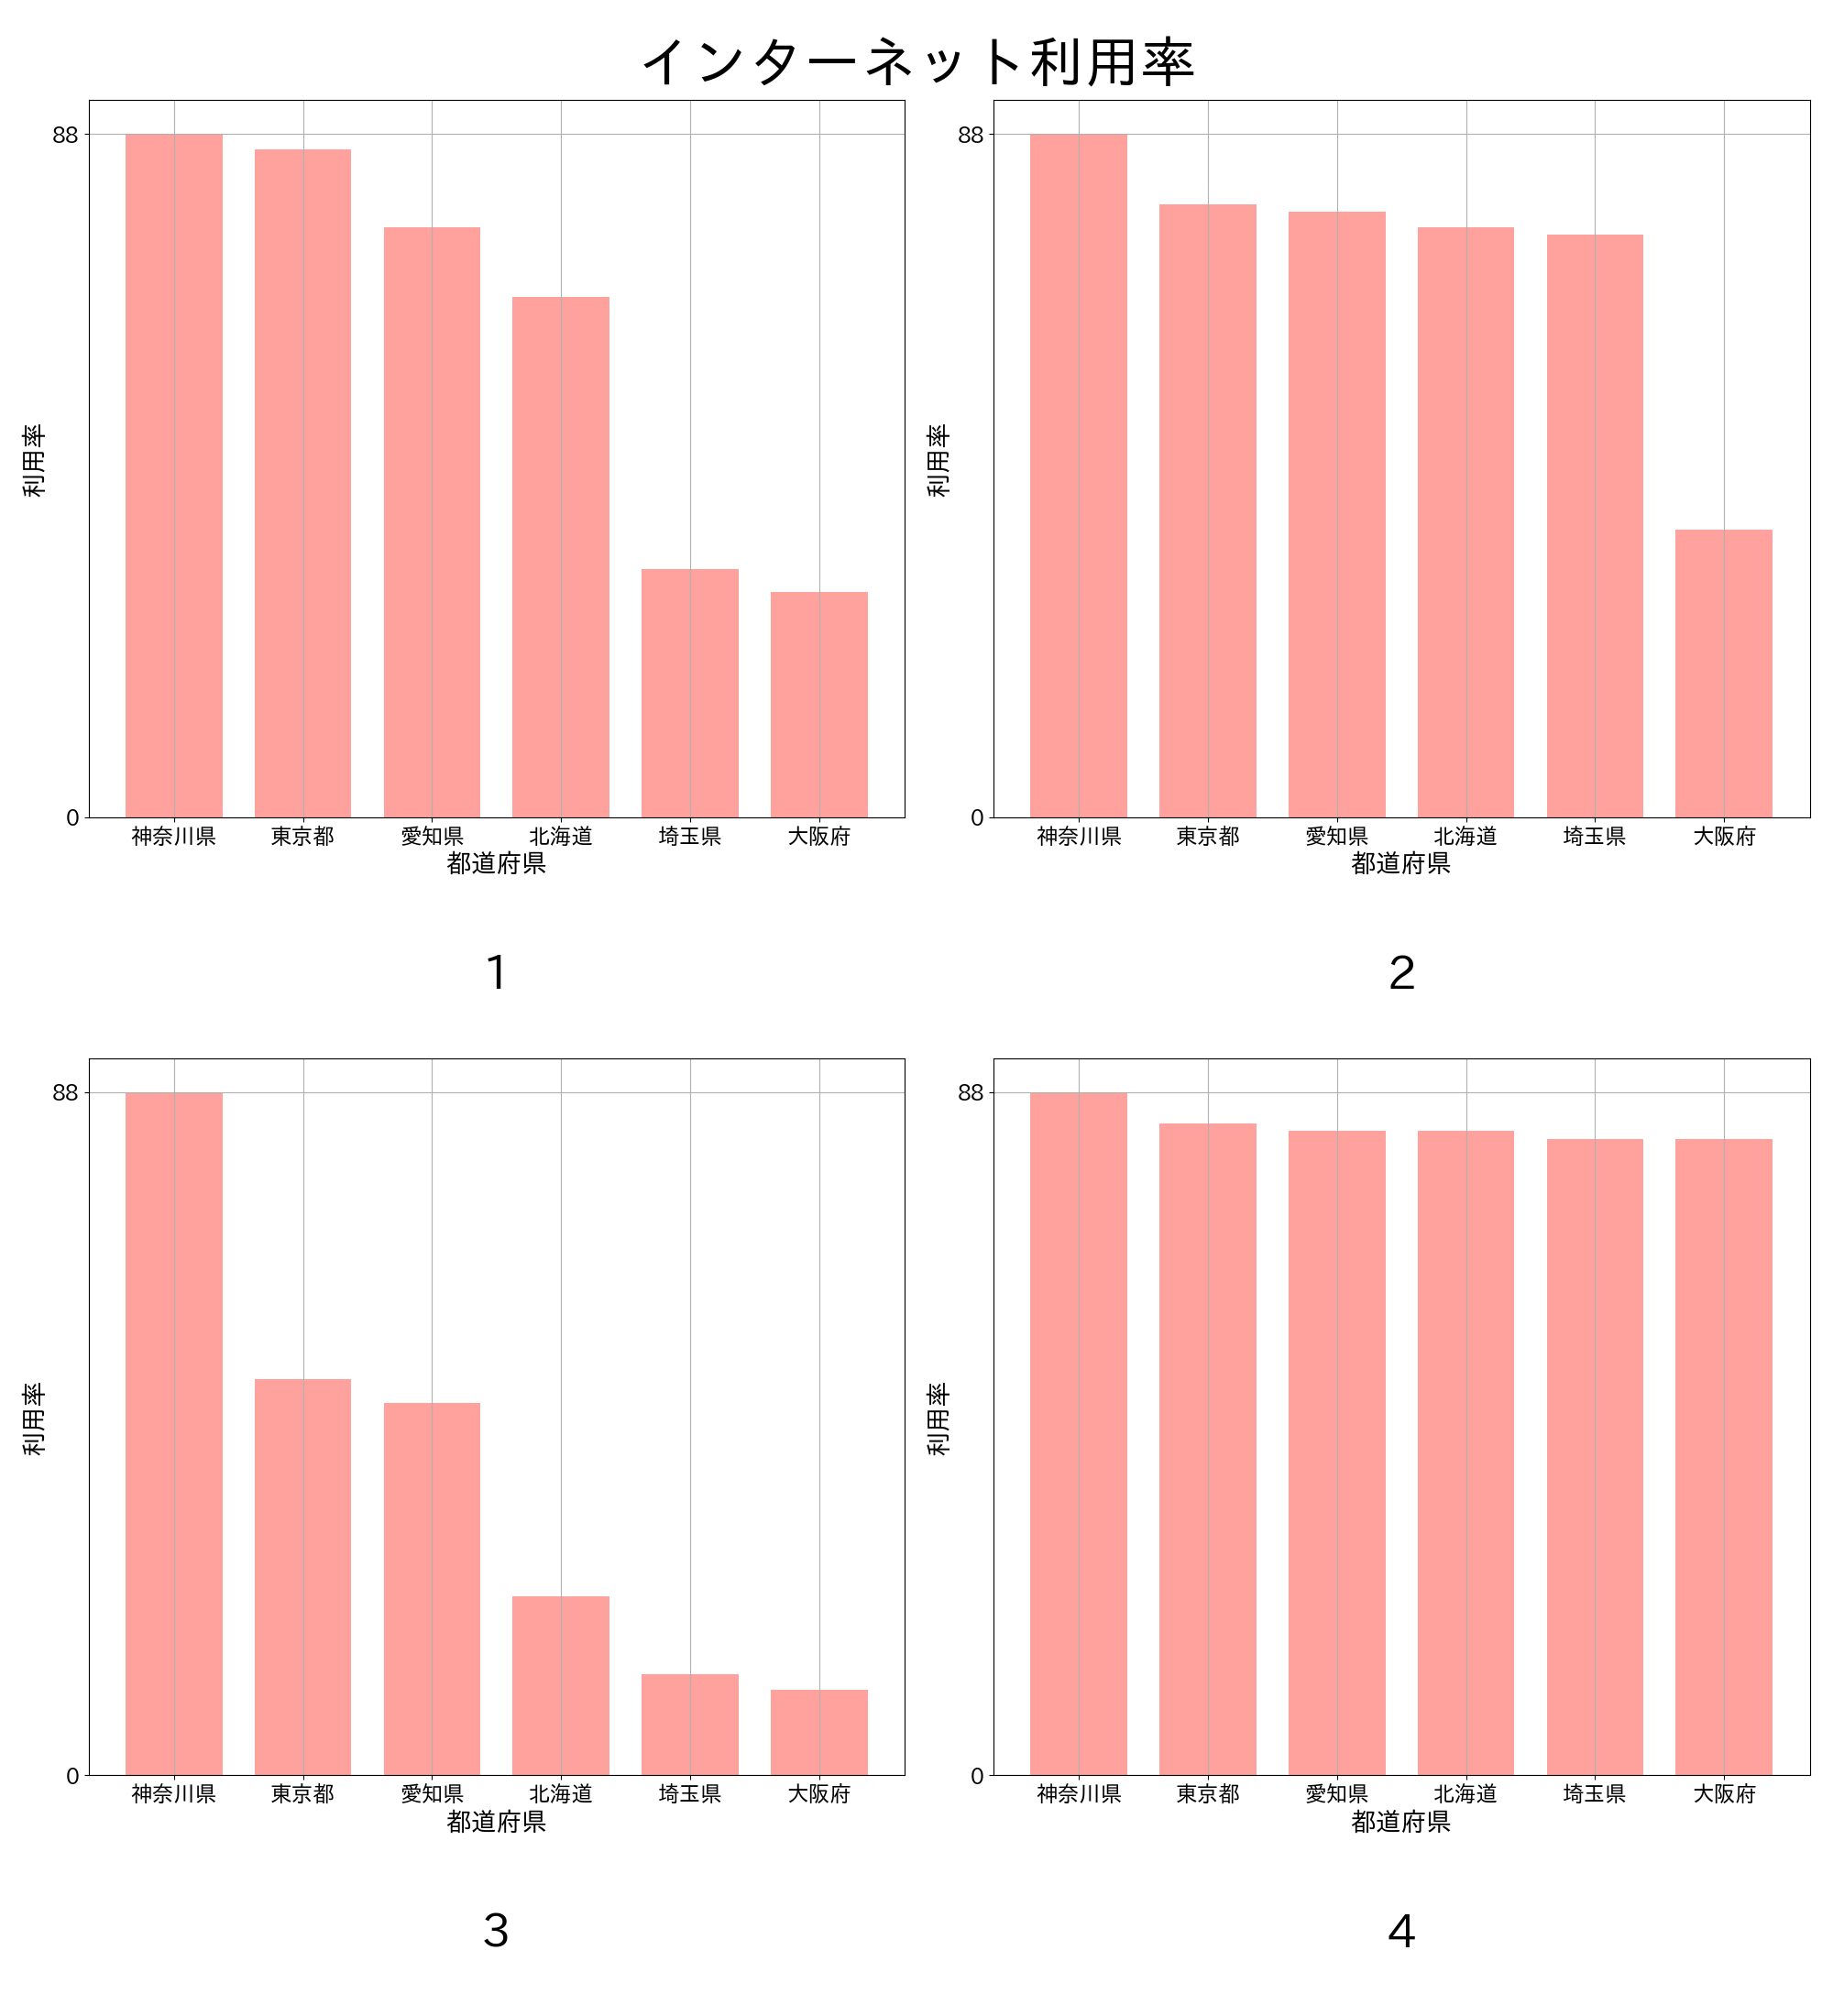 インターネット利用率
88
0
利用率
神奈川県 東京都 愛知県 北海道 埼玉県 大阪府
都道府県
1
88
0
利用率
神奈川県 東京都 愛知県 北海道 埼玉県 大阪府
都道府県
2
88
0
利用率
神奈川県 東京都 愛知県 北海道 埼玉県 大阪府
都道府県
3
88
0
利用率
神奈川県 東京都 愛知県 北海道 埼玉県 大阪府
都道府県
4